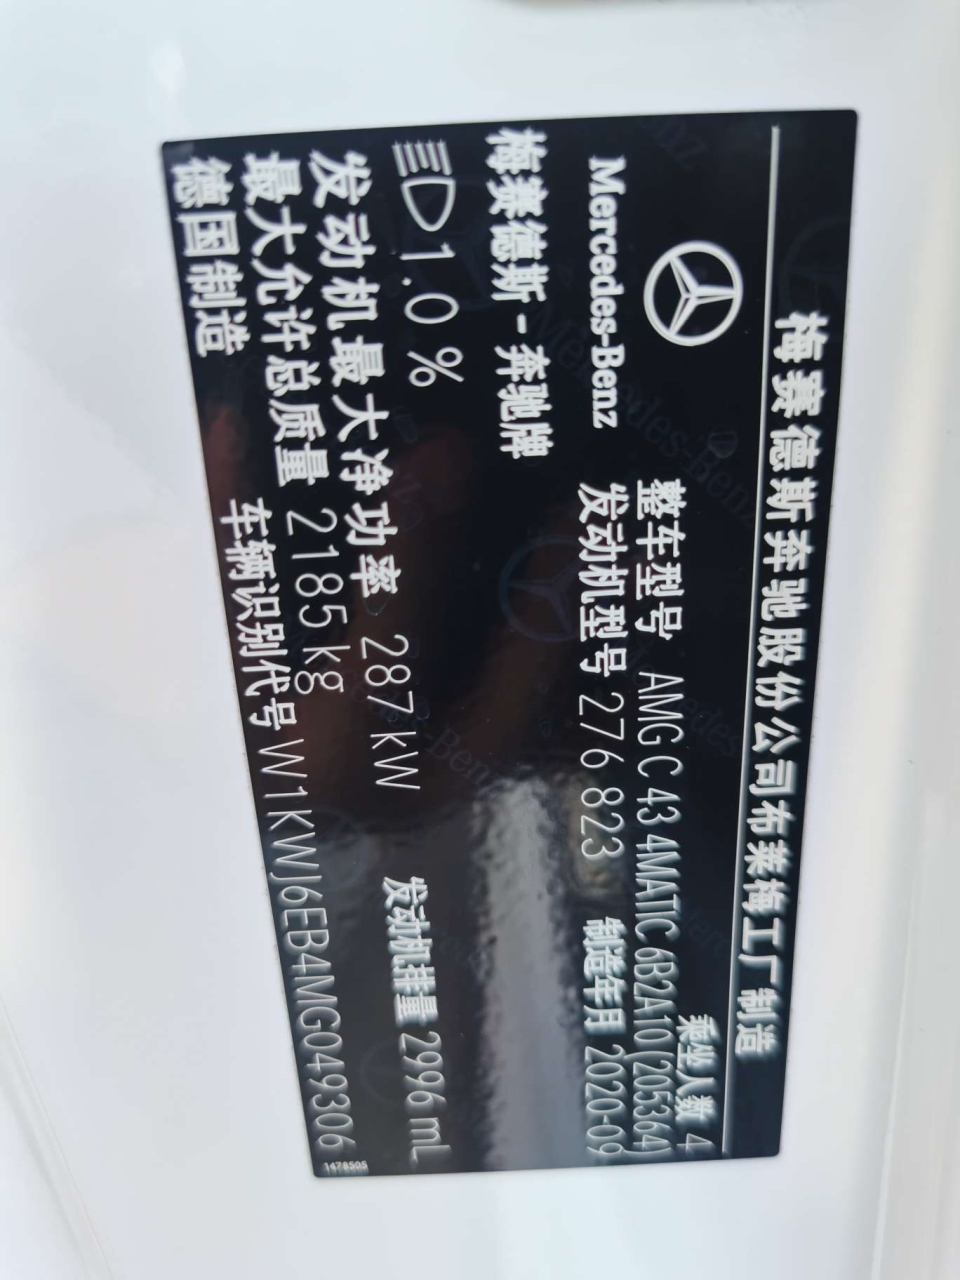 梅赛德斯奔驰股份公司布莱梅工厂制造
乘坐人数 4
整车型号 AMG C 43 4MATIC 6B2A10 (205364)
Mercedes-Benz
发动机型号 276 823
制造年月 2020-09
梅赛德斯-奔驰牌
1.0 %
发动机排量 2996 mL
发动机最大净功率 287 kW
最大允许总质量 2185 kg
德国制造
车辆识别代号 W1KWJ6EB4MG049306
1478505